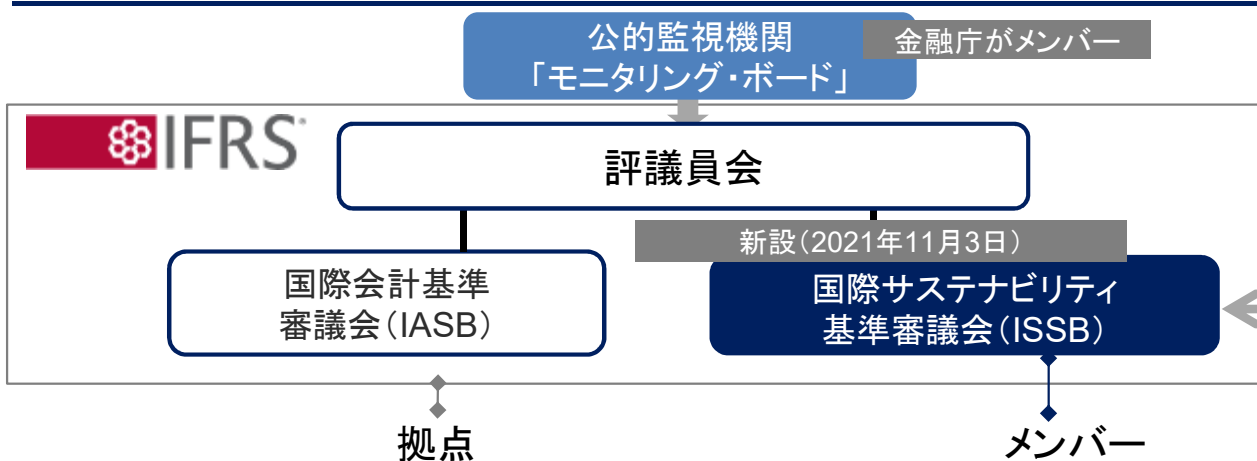 公的監視機関
「モニタリング・ボード」
金融庁がメンバー
IFRS
評議員会
新設（2021年11月3日）
国際会計基準
審議会（IASB）
国際サステナビリティ
基準審議会（ISSB）
拠点
メンバー